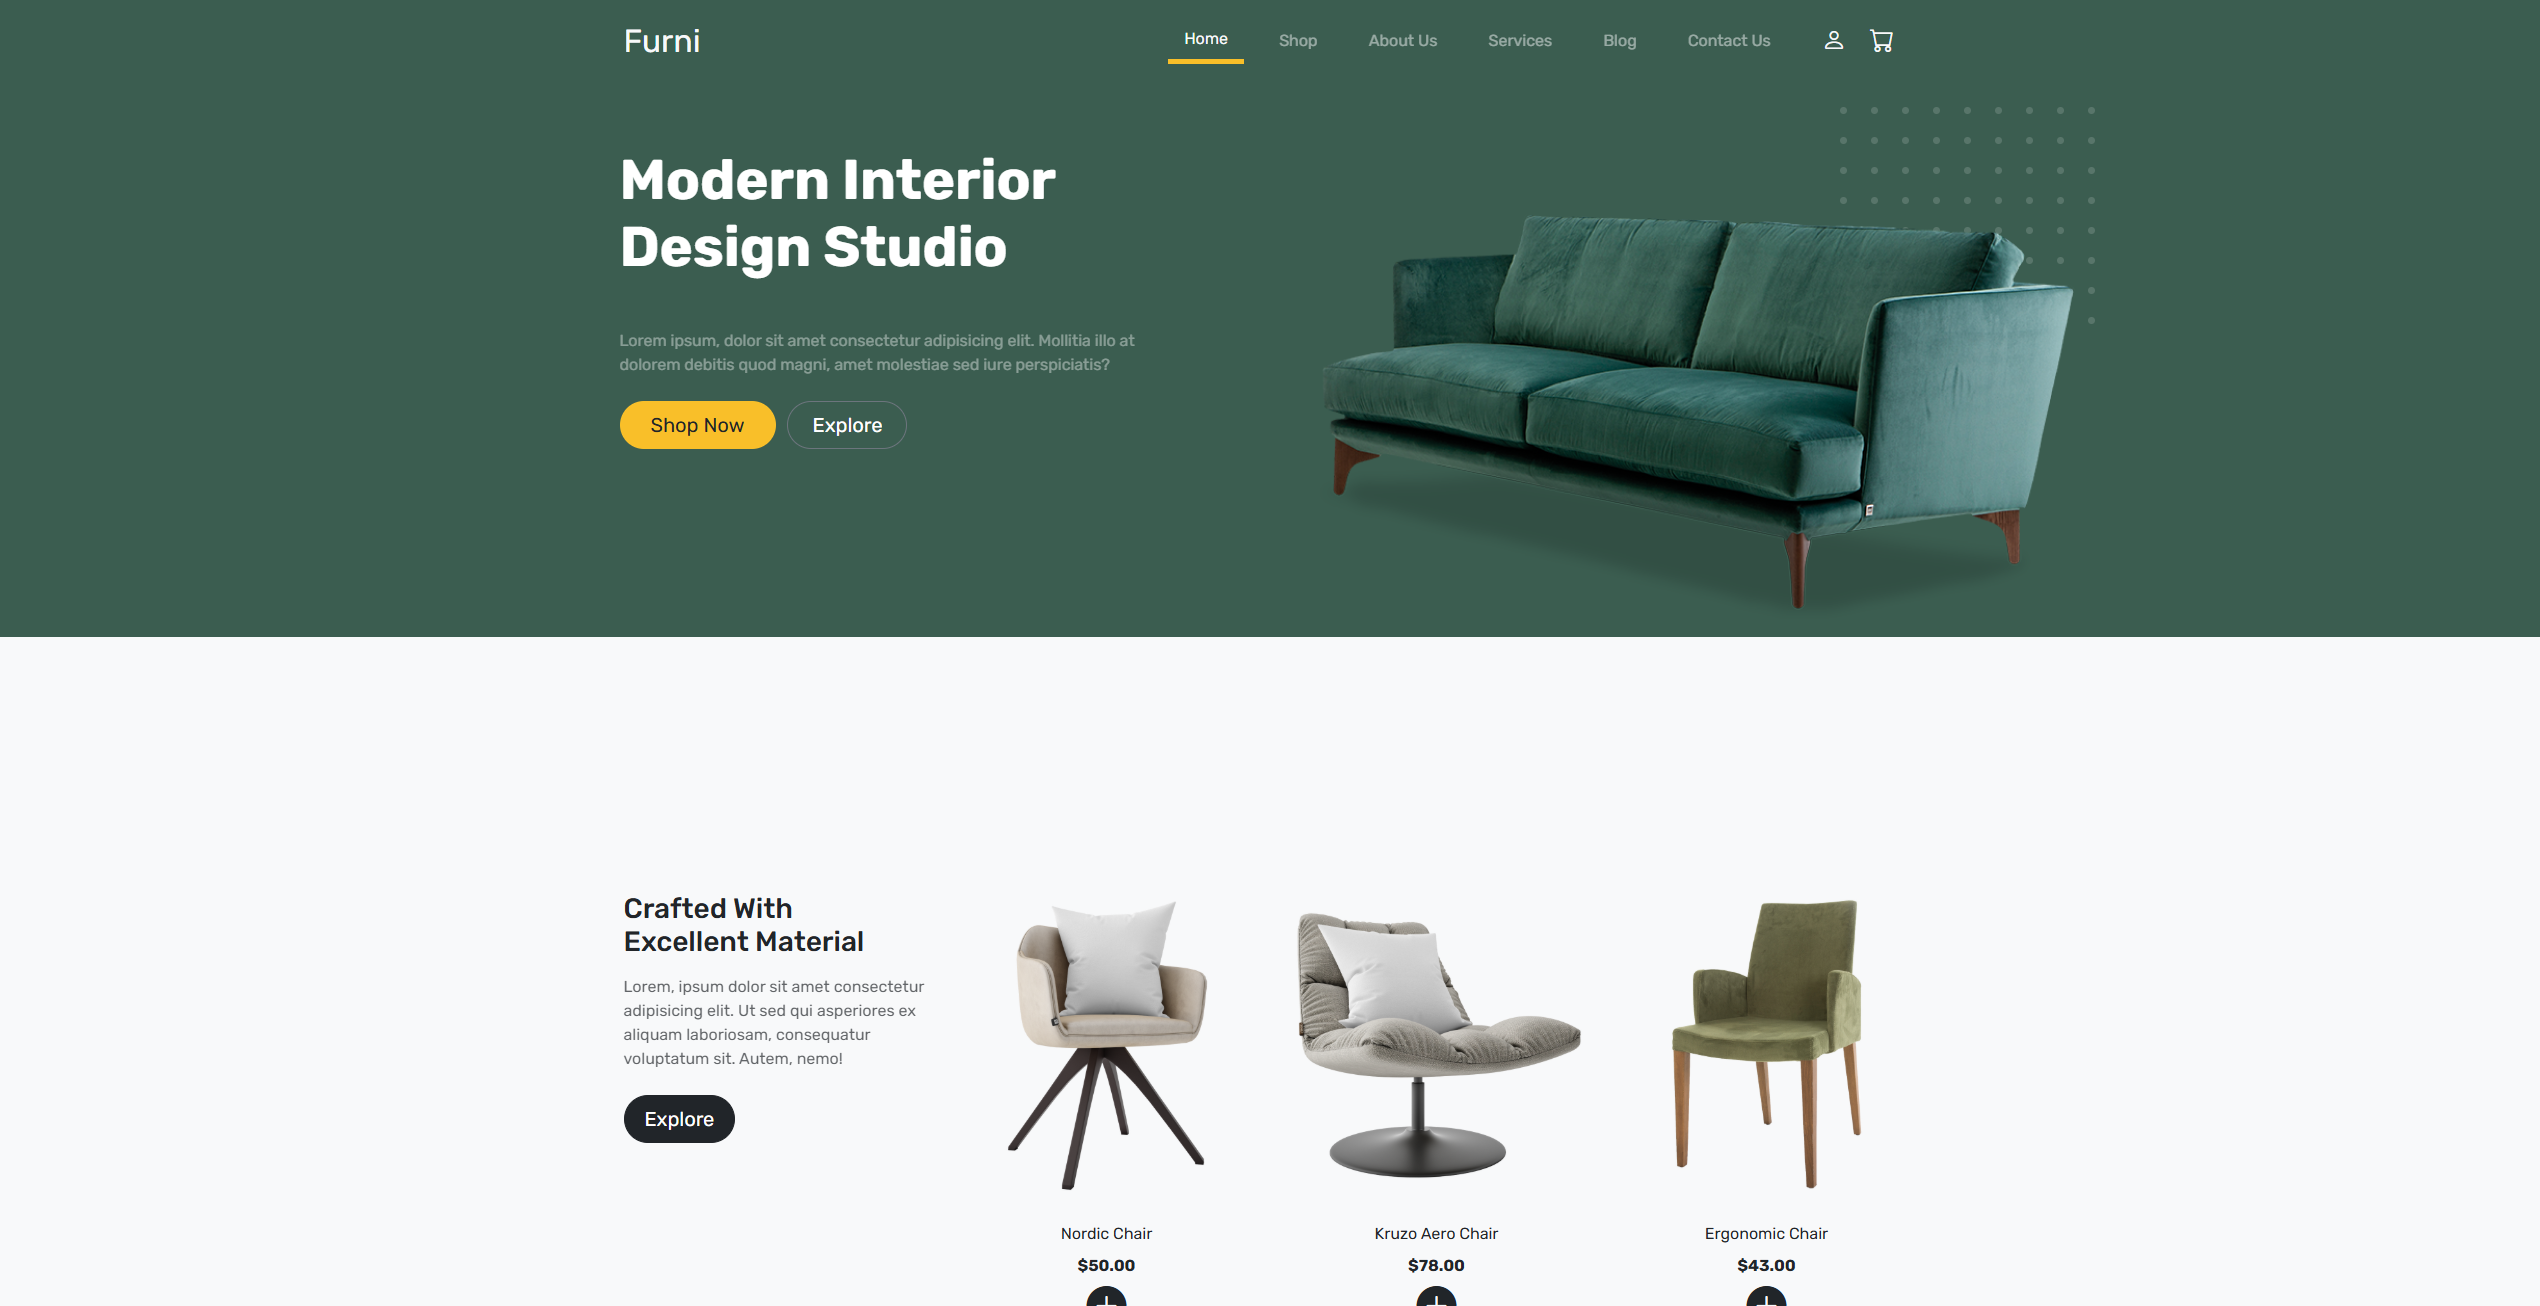 Furni
Home
Shop
About Us
Services
Blog
Contact Us
Modern Interior
Design Studio
Lorem ipsum, dolor sit amet consectetur adipisicing elit. Mollitia illo at
dolorem debitis quod magni, amet molestiae sed iure perspiciatis?
Shop Now
Explore
Crafted With
Excellent Material
Lorem, ipsum dolor sit amet consectetur
adipisicing elit. Ut sed qui asperiores ex
aliquam laboriosam, consequatur
voluptatum sit. Autem, nemo!
Explore
Nordic Chair
$50.00
Kruzo Aero Chair
$78.00
Ergonomic Chair
$43.00